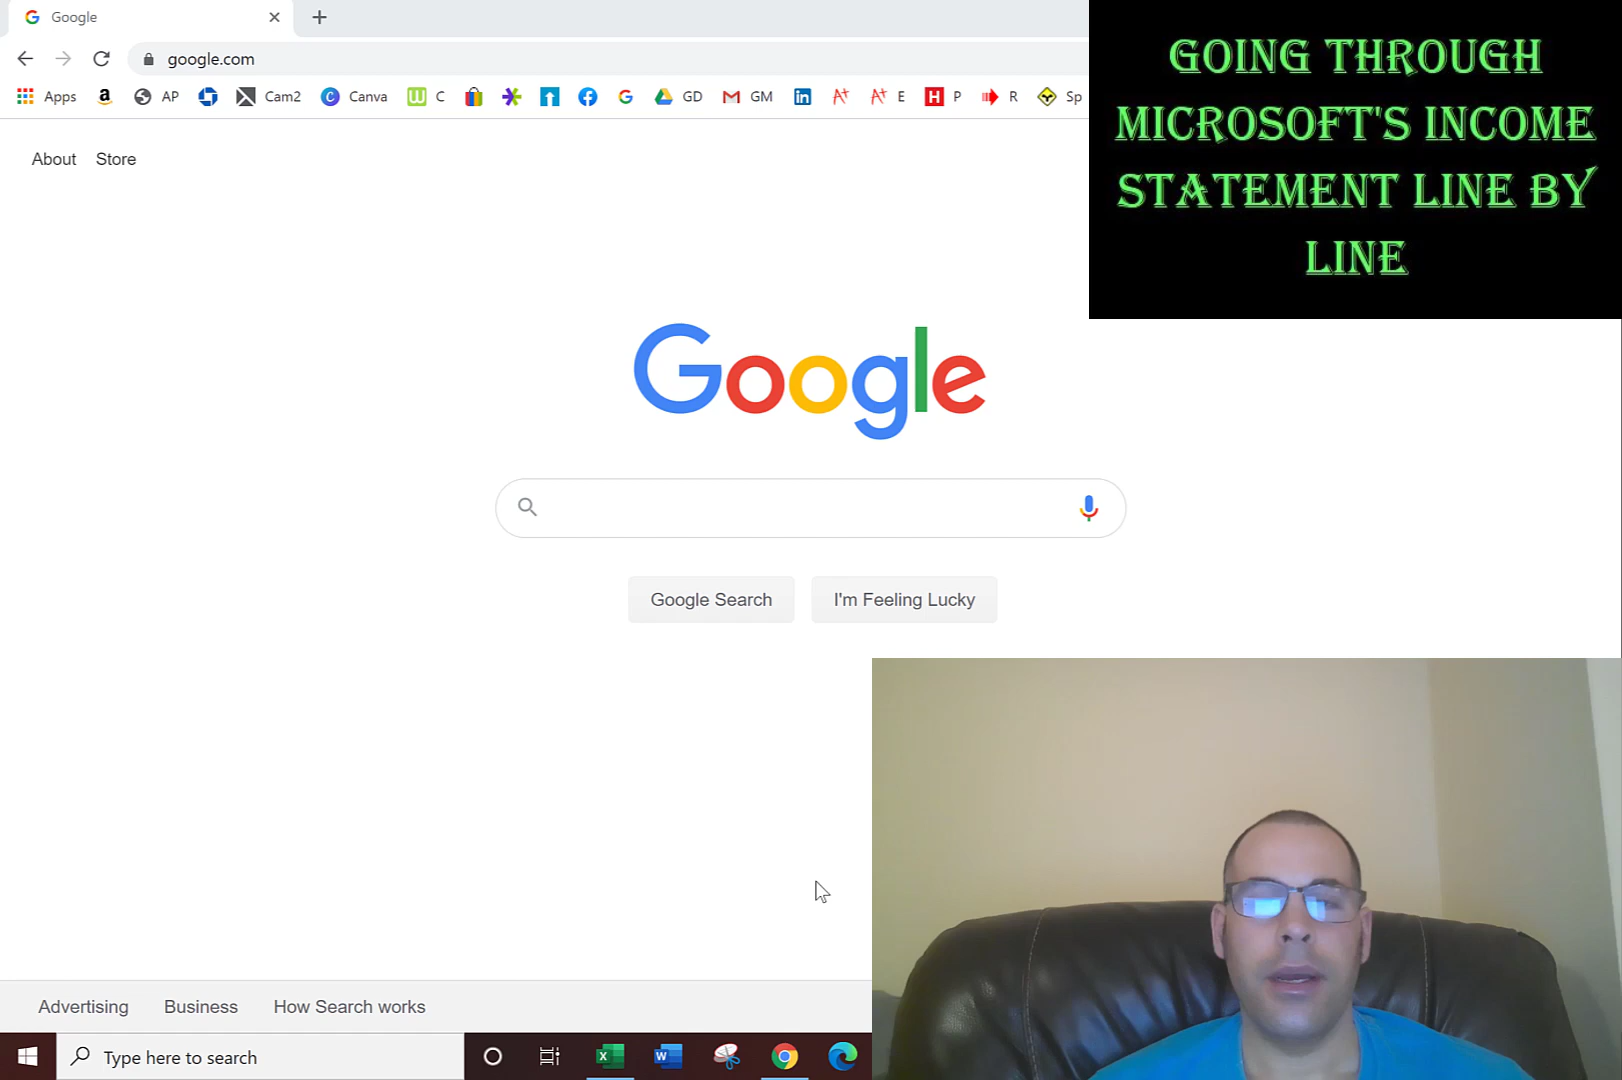 Google
google.com
Apps AP Cam2 Canva C GD GM E P R Sp
About Store
GOING THROUGH
MICROSOFT'S INCOME
STATEMENT LINE BY
LINE
Google
Google Search I'm Feeling Lucky
Advertising Business How Search works
Type here to search